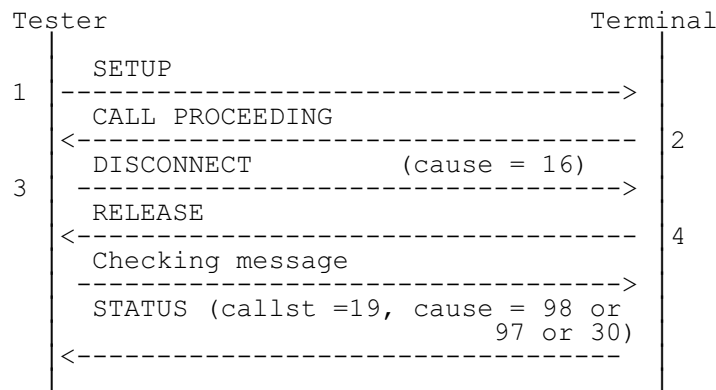 Tester Terminal
SETUP
1
CALL PROCEEDING
2
DISCONNECT (cause = 16)
3
RELEASE
4
Checking message
STATUS (callst =19, cause = 98 or
97 or 30)